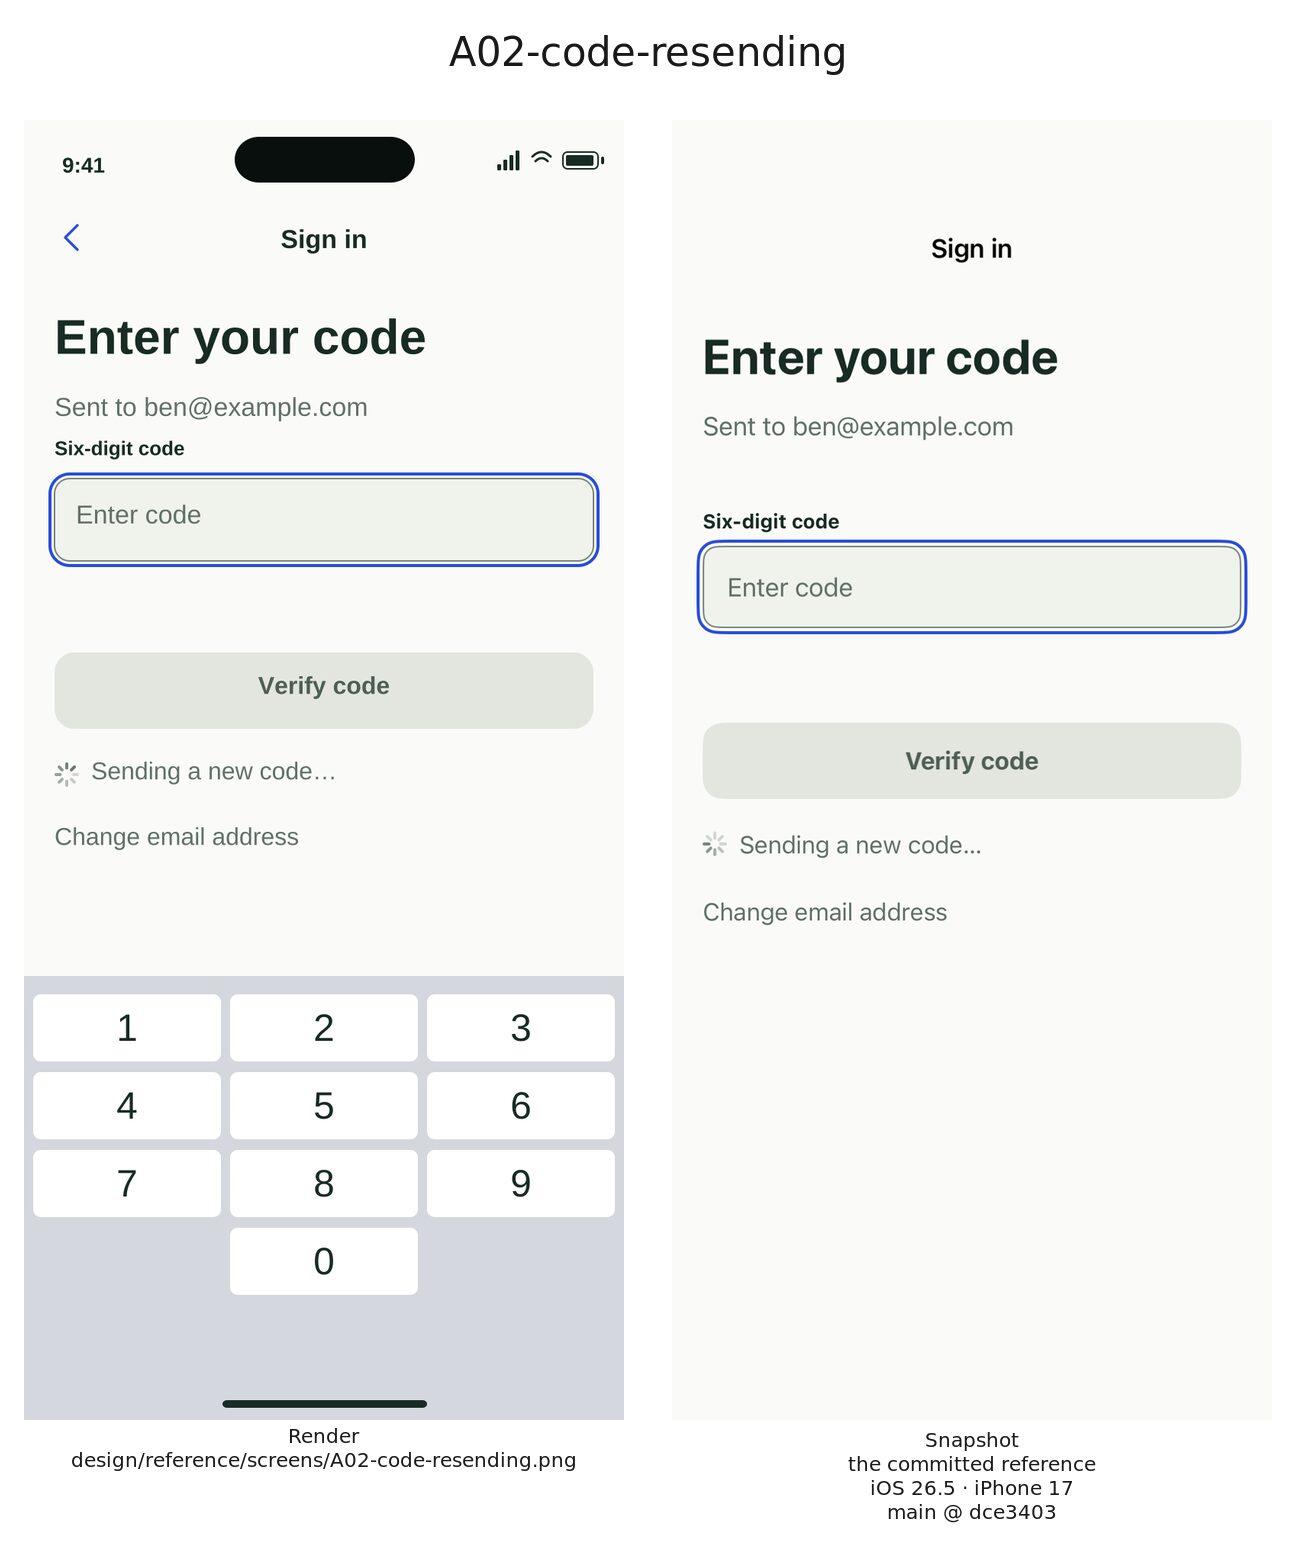 A02-code-resending
9:41
Sign in
Enter your code
Sent to ben@example.com
Six-digit code
Enter code
Verify code
Sending a new code…
Change email address
1 2 3
4 5 6
7 8 9
0
Render
design/reference/screens/A02-code-resending.png
Sign in
Enter your code
Sent to ben@example.com
Six-digit code
Enter code
Verify code
Sending a new code...
Change email address
Snapshot
the committed reference
iOS 26.5 · iPhone 17
main @ dce3403